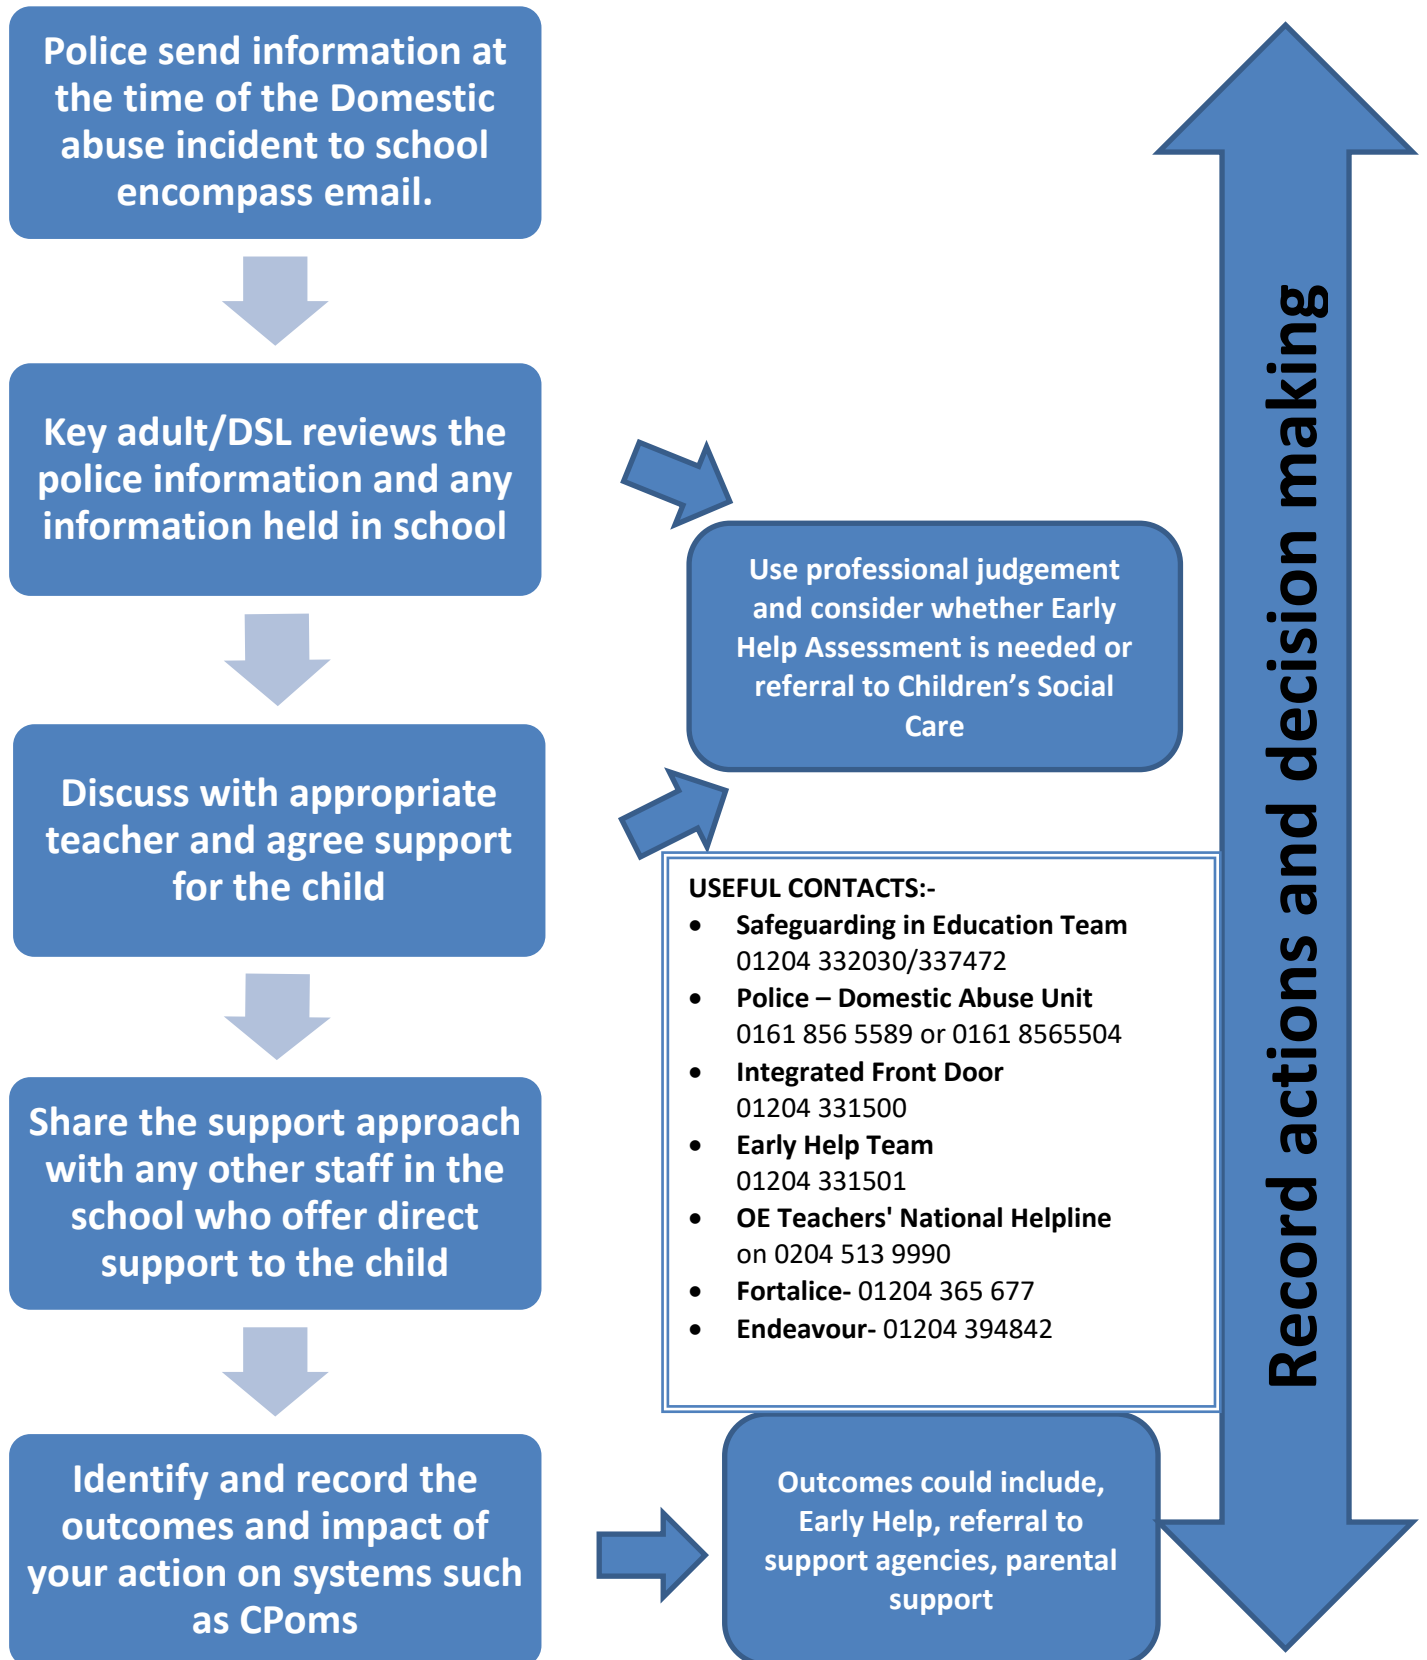 Police send information at
the time of the Domestic
abuse incident to school
encompass email.
Key adult/DSL reviews the
police information and any
information held in school
Use professional judgement
and consider whether Early
Help Assessment is needed or
referral to Children’s Social
Care
Discuss with appropriate
teacher and agree support
for the child
USEFUL CONTACTS:-
• Safeguarding in Education Team
01204 332030/337472
• Police – Domestic Abuse Unit
0161 856 5589 or 0161 8565504
• Integrated Front Door
01204 331500
• Early Help Team
01204 331501
• OE Teachers' National Helpline
on 0204 513 9990
• Fortalice- 01204 365 677
• Endeavour- 01204 394842
Share the support approach
with any other staff in the
school who offer direct
support to the child
Identify and record the
outcomes and impact of
your action on systems such
as CPoms
Outcomes could include,
Early Help, referral to
support agencies, parental
support
Record actions and decision making